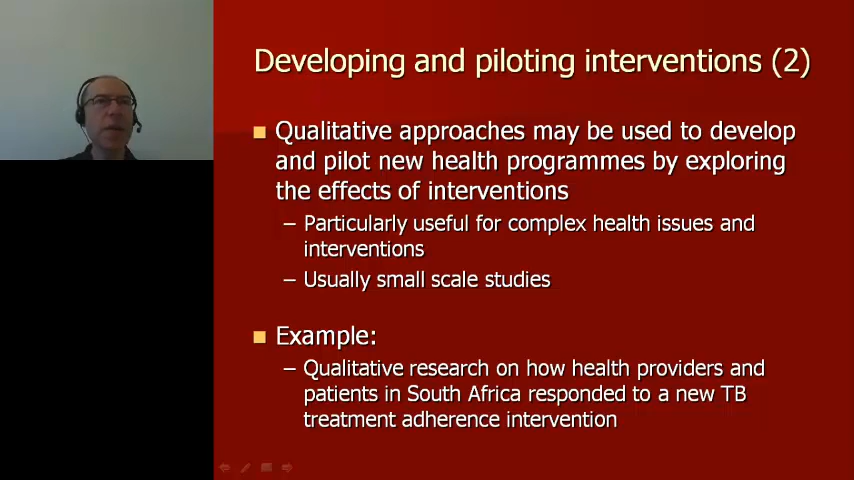 Developing and piloting interventions (2)
Qualitative approaches may be used to develop
and pilot new health programmes by exploring
the effects of interventions
– Particularly useful for complex health issues and
interventions
– Usually small scale studies
Example:
– Qualitative research on how health providers and
patients in South Africa responded to a new TB
treatment adherence intervention